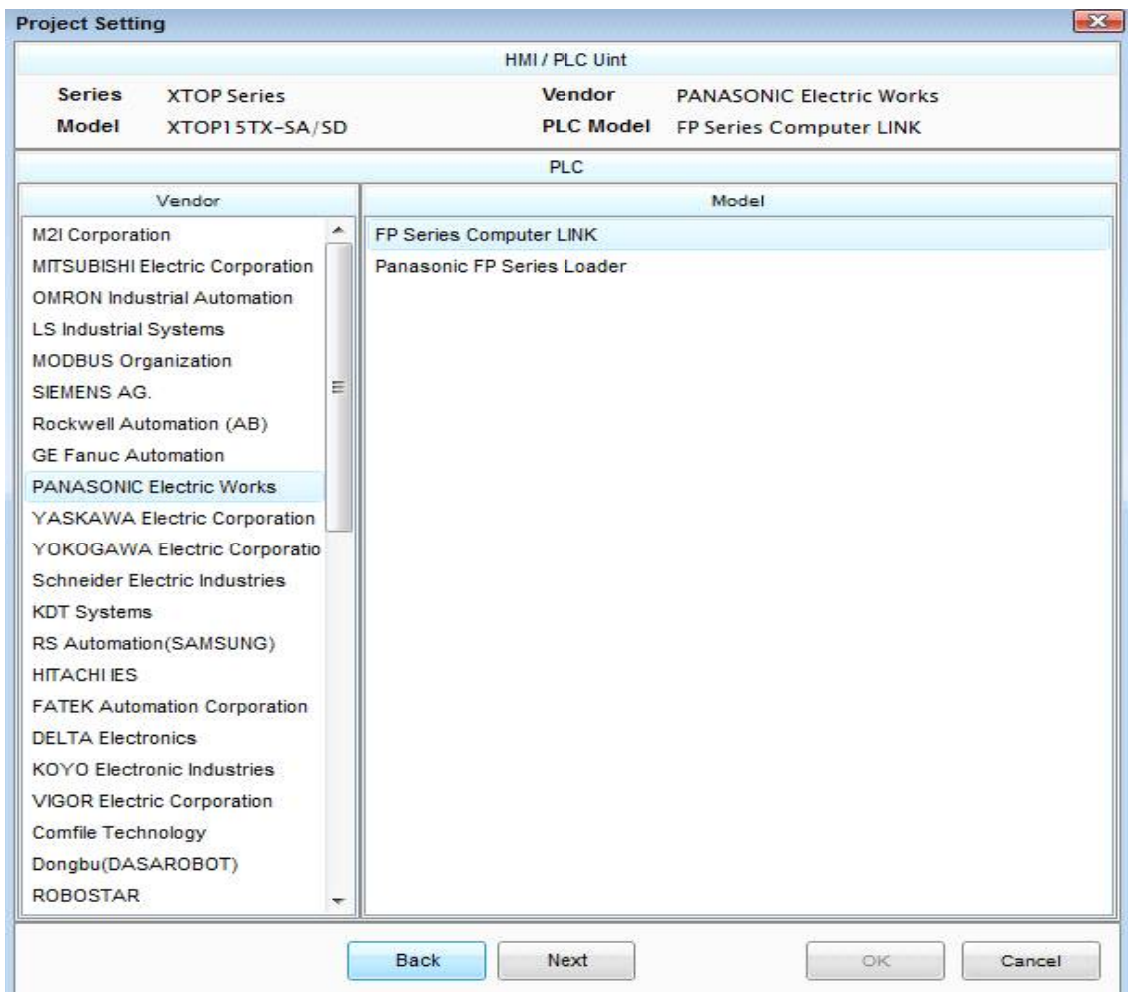 Project Setting
HMI / PLC Uint
Series XTOP Series Vendor PANASONIC Electric Works
Model XTOP15TX-SA/SD PLC Model FP Series Computer LINK
PLC
Vendor Model
M2I Corporation FP Series Computer LINK
MITSUBISHI Electric Corporation Panasonic FP Series Loader
OMRON Industrial Automation
LS Industrial Systems
MODBUS Organization
SIEMENS AG.
Rockwell Automation (AB)
GE Fanuc Automation
PANASONIC Electric Works
YASKAWA Electric Corporation
YOKOGAWA Electric Corporatio
Schneider Electric Industries
KDT Systems
RS Automation(SAMSUNG)
HITACHI IES
FATEK Automation Corporation
DELTA Electronics
KOYO Electronic Industries
VIGOR Electric Corporation
Comfile Technology
Dongbu(DASAROBOT)
ROBOSTAR
Back Next OK Cancel